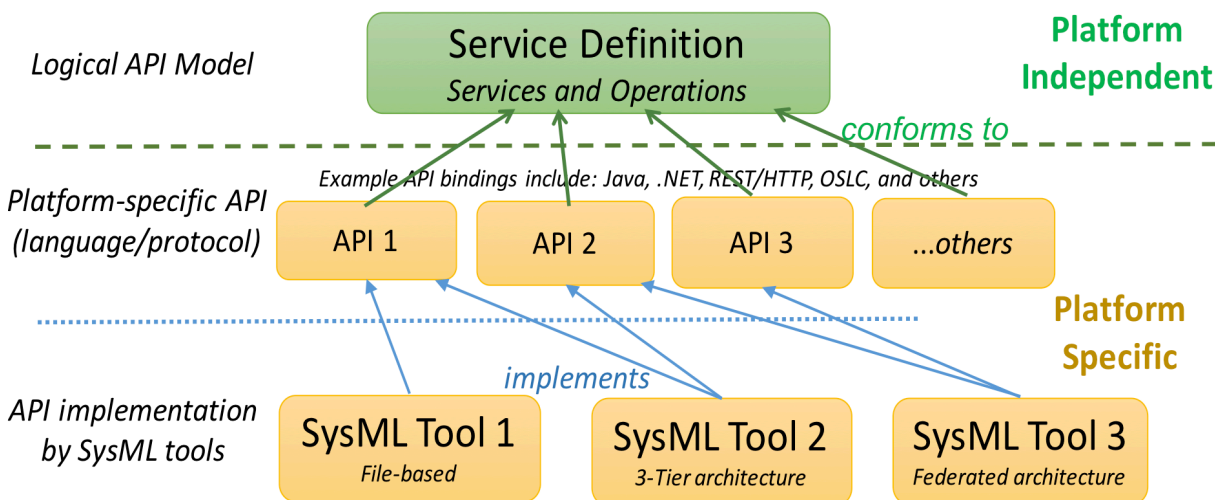 Service Definition
Services and Operations
Logical API Model
Platform
Independent
conforms to
Example API bindings include: Java, .NET, REST/HTTP, OSLC, and others
Platform-specific API
(language/protocol)
API 1
API 2
API 3
...others
Platform
Specific
implements
API implementation
by SysML tools
SysML Tool 1
File-based
SysML Tool 2
3-Tier architecture
SysML Tool 3
Federated architecture